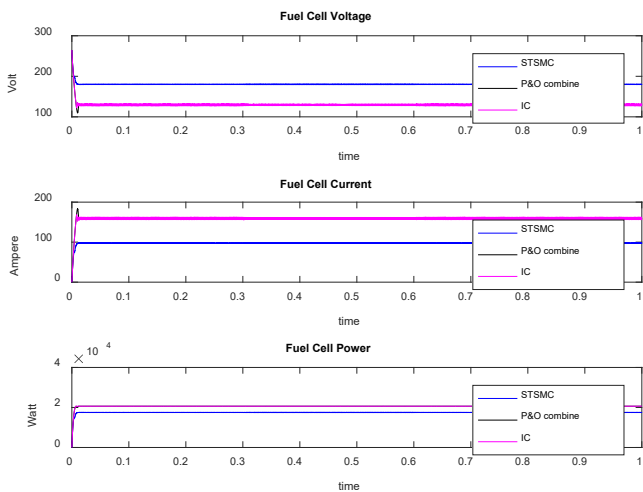 Fuel Cell Voltage
300
200
100
Volt
STSMC
P&O combine
IC
0 0.1 0.2 0.3 0.4 0.5 0.6 0.7 0.8 0.9 1
time
Fuel Cell Current
200
100
0
Ampere
STSMC
P&O combine
IC
0 0.1 0.2 0.3 0.4 0.5 0.6 0.7 0.8 0.9 1
time
Fuel Cell Power
× 10 4
4
2
0
Watt
STSMC
P&O combine
IC
0 0.1 0.2 0.3 0.4 0.5 0.6 0.7 0.8 0.9 1
time